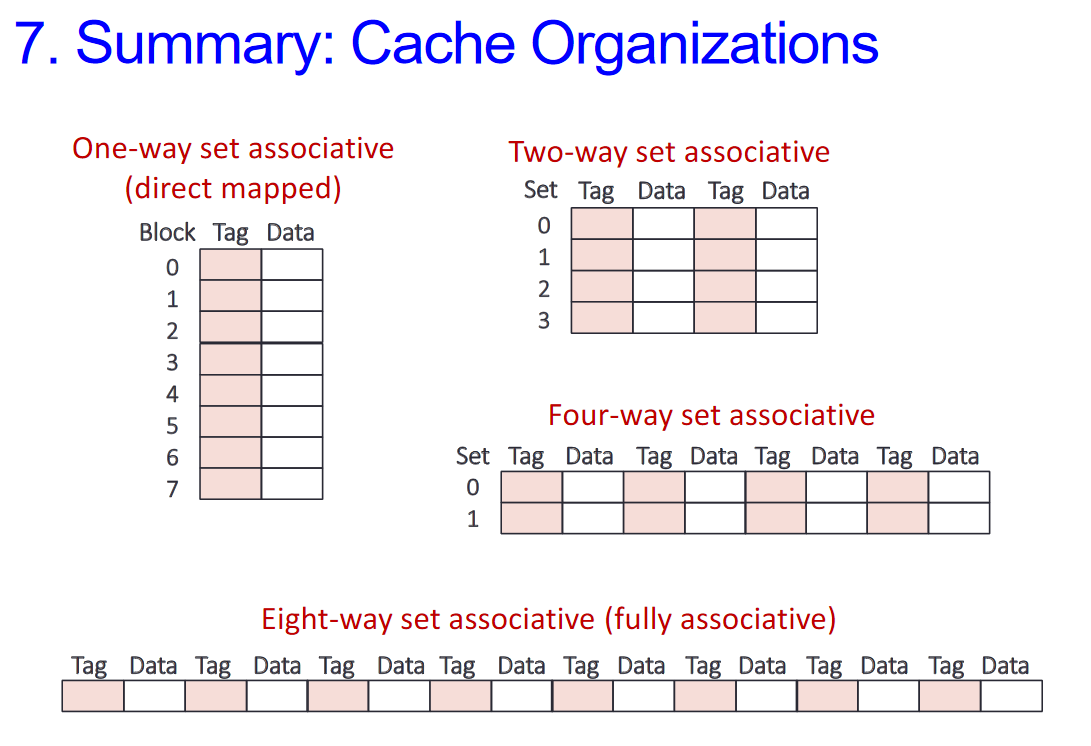 7. Summary: Cache Organizations
One-way set associative
(direct mapped)
Block Tag Data
0
1
2
3
4
5
6
7
Two-way set associative
Set Tag Data Tag Data
0
1
2
3
Four-way set associative
Set Tag Data Tag Data Tag Data Tag Data
0
1
Eight-way set associative (fully associative)
Tag Data Tag Data Tag Data Tag Data Tag Data Tag Data Tag Data Tag Data